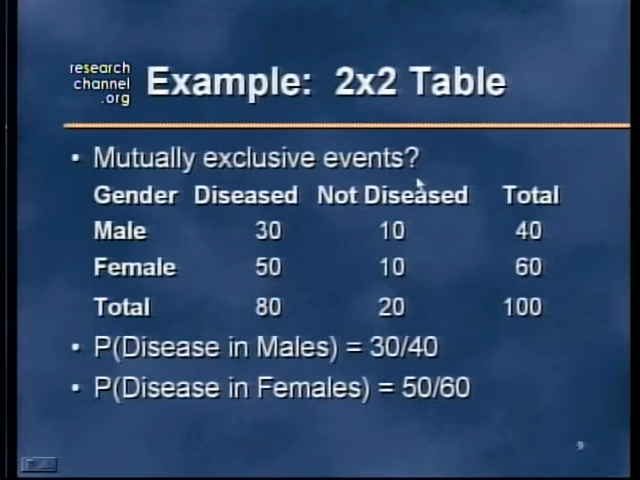 research
channel
.org
Example: 2x2 Table
• Mutually exclusive events?
Gender Diseased Not Diseased Total
Male 30 10 40
Female 50 10 60
Total 80 20 100
• P(Disease in Males) = 30/40
• P(Disease in Females) = 50/60
9